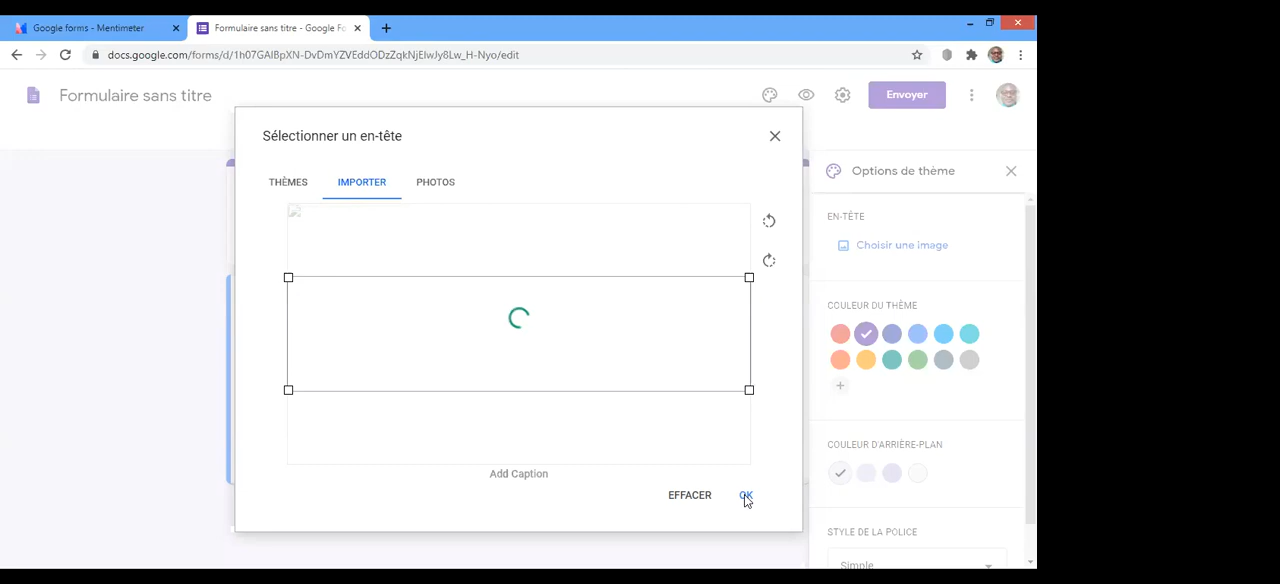 Google forms - Mentimeter
Formulaire sans titre - Google Fo
docs.google.com/forms/d/1h07GAIBpXN-DvDmYZVEddODzZqkNjEIwJy8Lw_H-Nyo/edit
Formulaire sans titre
Envoyer
Sélectionner un en-tête
THÈMES
IMPORTER
PHOTOS
Add Caption
EFFACER
OK
Options de thème
EN-TÊTE
Choisir une image
COULEUR DU THÈME
COULEUR D'ARRIÈRE-PLAN
STYLE DE LA POLICE
Simple